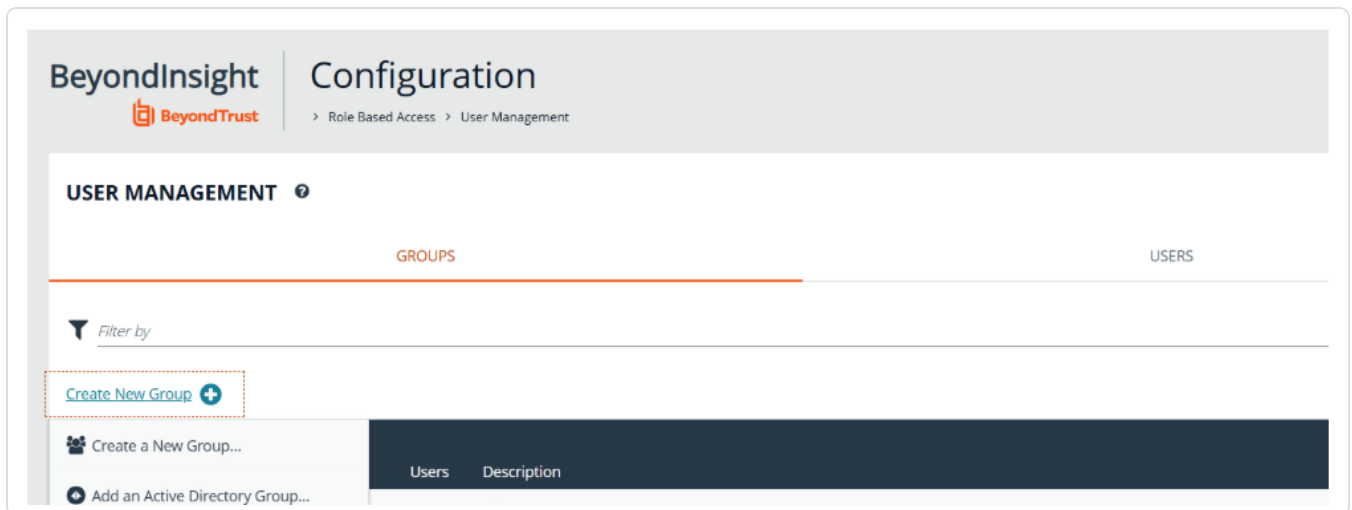 BeyondInsight
BeyondTrust
Configuration
> Role Based Access > User Management
USER MANAGEMENT ?
GROUPS
USERS
Filter by
Create New Group
Create a New Group...
Add an Active Directory Group...
Users Description